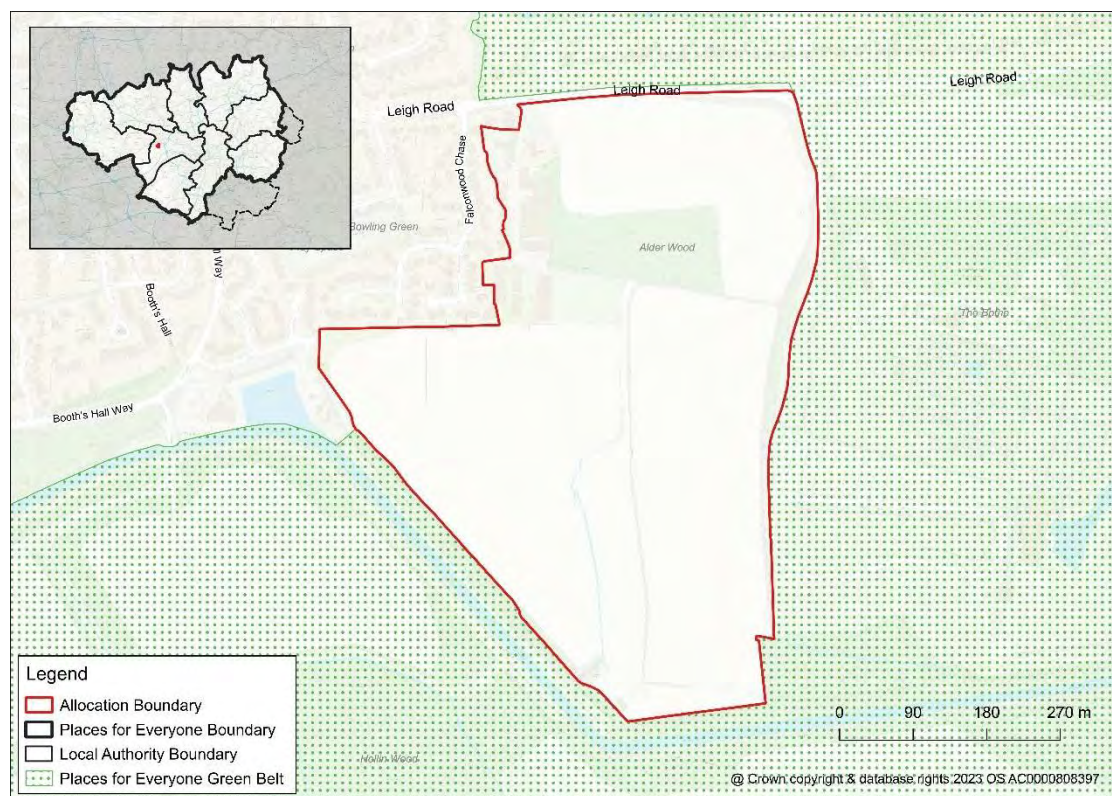 Leigh Road
Leigh Road
Leigh Road
Falconwood Chase
Bowling Green
Way
Alder Wood
Booth's Hall
The Bothe
Booth's Hall Way
Legend
Allocation Boundary
Places for Everyone Boundary
Local Authority Boundary
Places for Everyone Green Belt
0 90 180 270 m
Hollin Wood
@ Crown copyright & database rights 2023 OS AC0000808397